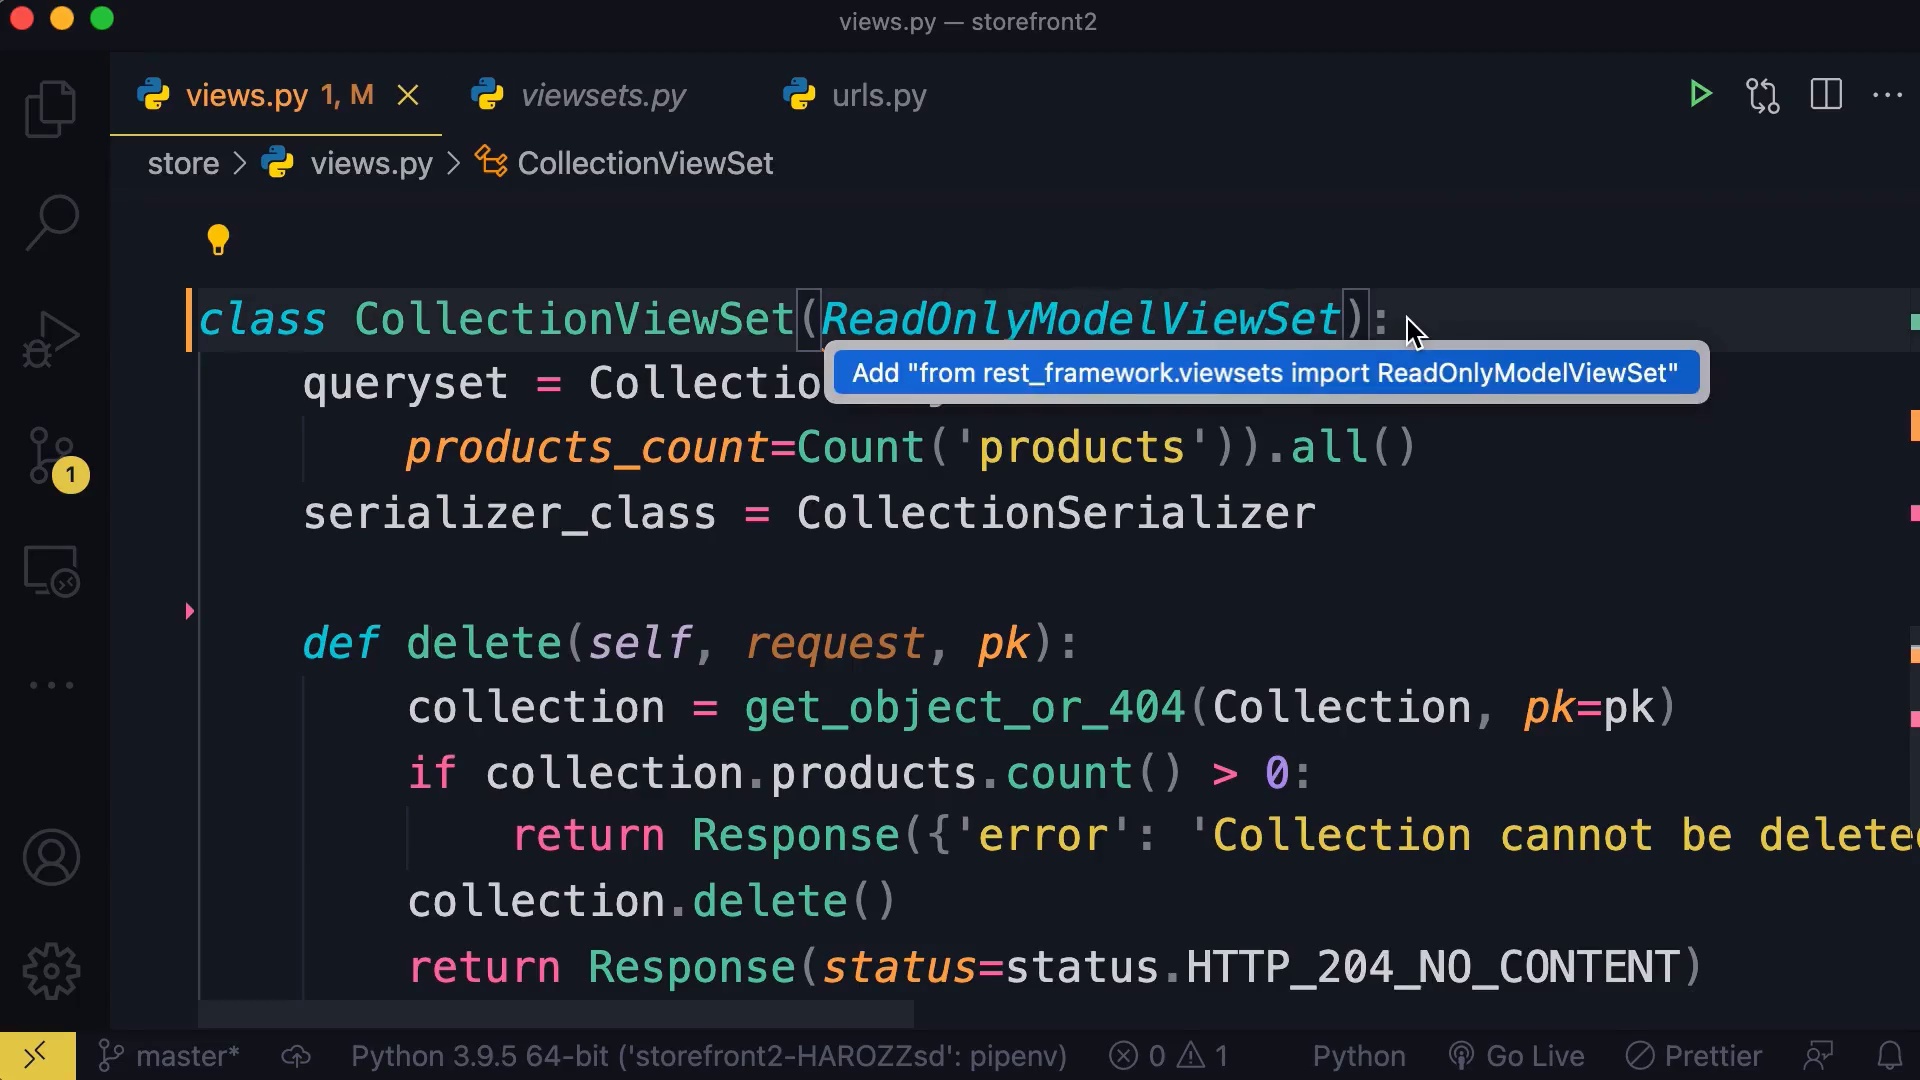 views.py — storefront2
views.py 1, M
viewsets.py
urls.py
store > views.py > CollectionViewSet
class CollectionViewSet(ReadOnlyModelViewSet):
Add "from rest_framework.viewsets import ReadOnlyModelViewSet"
queryset = Collectio
products_count=Count('products')).all()
serializer_class = CollectionSerializer
def delete(self, request, pk):
collection = get_object_or_404(Collection, pk=pk)
if collection.products.count() > 0:
return Response({'error': 'Collection cannot be delete
collection.delete()
return Response(status=status.HTTP_204_NO_CONTENT)
1
master* Python 3.9.5 64-bit ('storefront2-HAROZZsd': pipenv) 0 1 Python Go Live Prettier